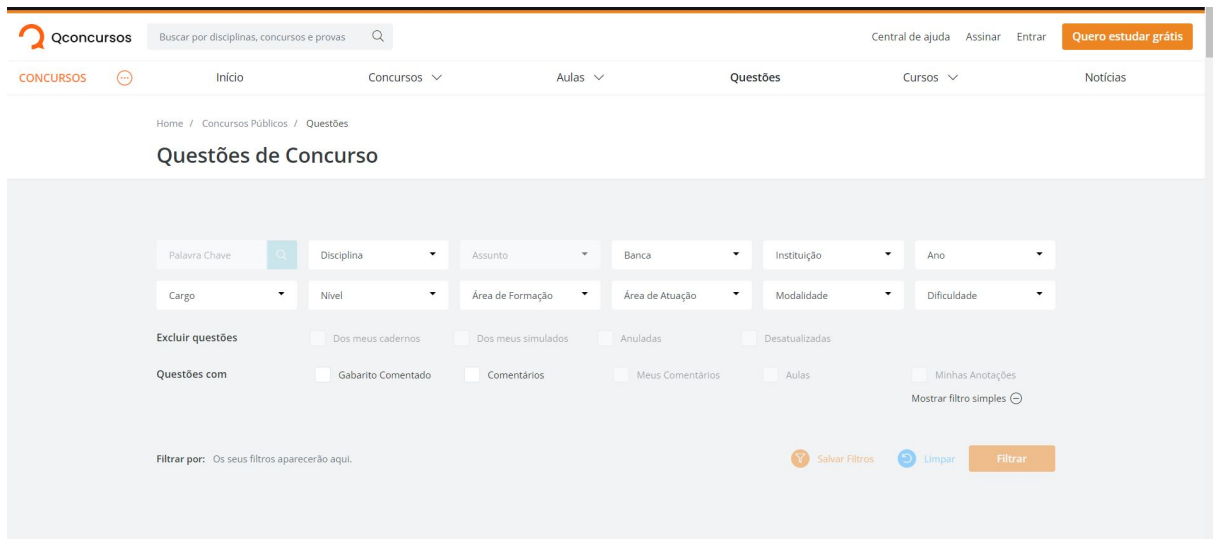 Qconcursos Buscar por disciplinas, concursos e provas Central de ajuda Assinar Entrar Quero estudar grátis
CONCURSOS Início Concursos Aulas Questões Cursos Notícias
Home / Concursos Públicos / Questões
Questões de Concurso
Palavra Chave Disciplina Assunto Banca Instituição Ano
Cargo Nível Área de Formação Área de Atuação Modalidade Dificuldade
Excluir questões Dos meus cadernos Dos meus simulados Anuladas Desatualizadas
Questões com Gabarito Comentado Comentários Meus Comentários Aulas Minhas Anotações
Mostrar filtro simples
Filtrar por: Os seus filtros aparecerão aqui. Salvar Filtros Limpar Filtrar